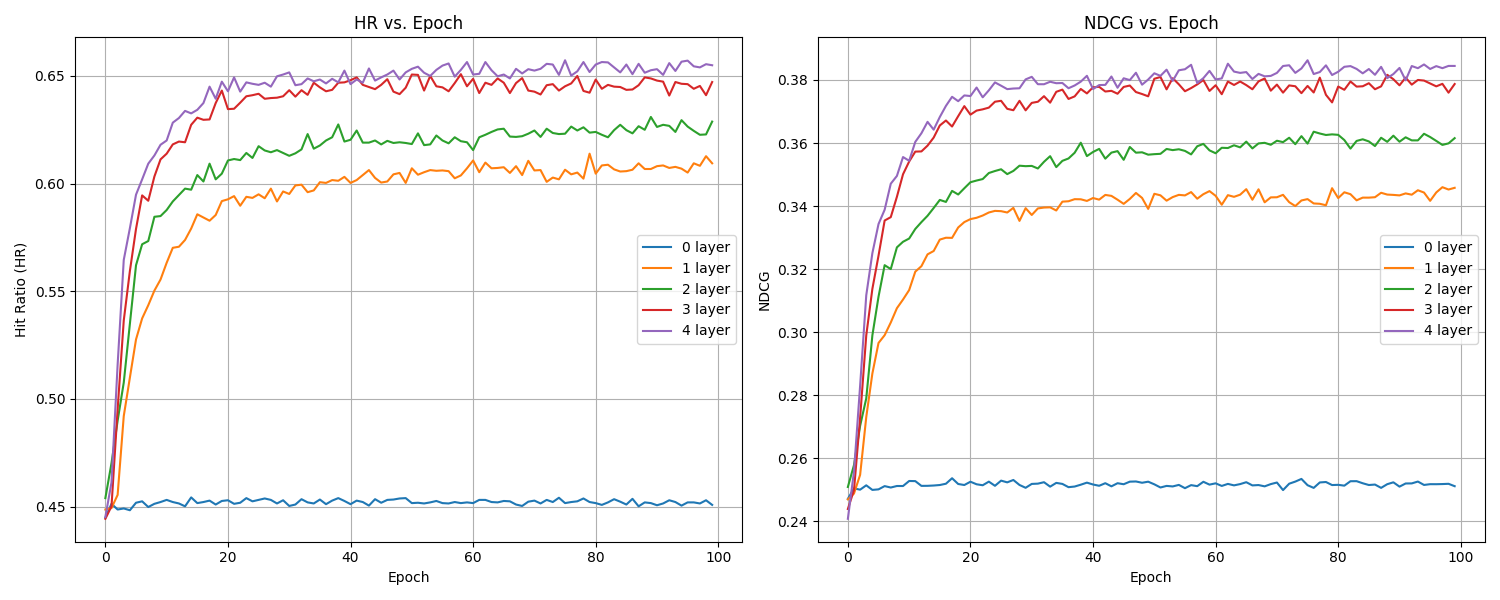 HR vs. Epoch
Hit Ratio (HR)
0.65
0.60
0.55
0.50
0.45
0 layer
1 layer
2 layer
3 layer
4 layer
0 20 40 60 80 100
Epoch
NDCG vs. Epoch
NDCG
0.38
0.36
0.34
0.32
0.30
0.28
0.26
0.24
0 layer
1 layer
2 layer
3 layer
4 layer
0 20 40 60 80 100
Epoch